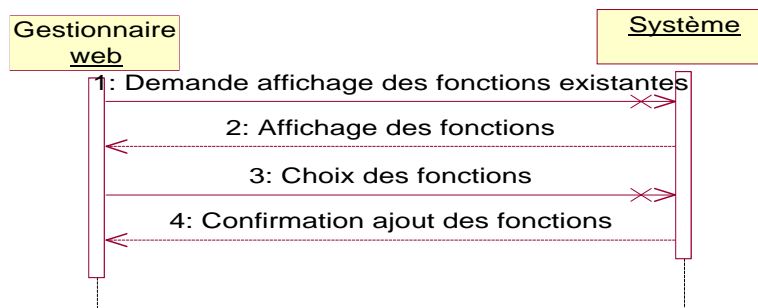 Gestionnaire
web
Système
1: Demande affichage des fonctions existantes
2: Affichage des fonctions
3: Choix des fonctions
4: Confirmation ajout des fonctions